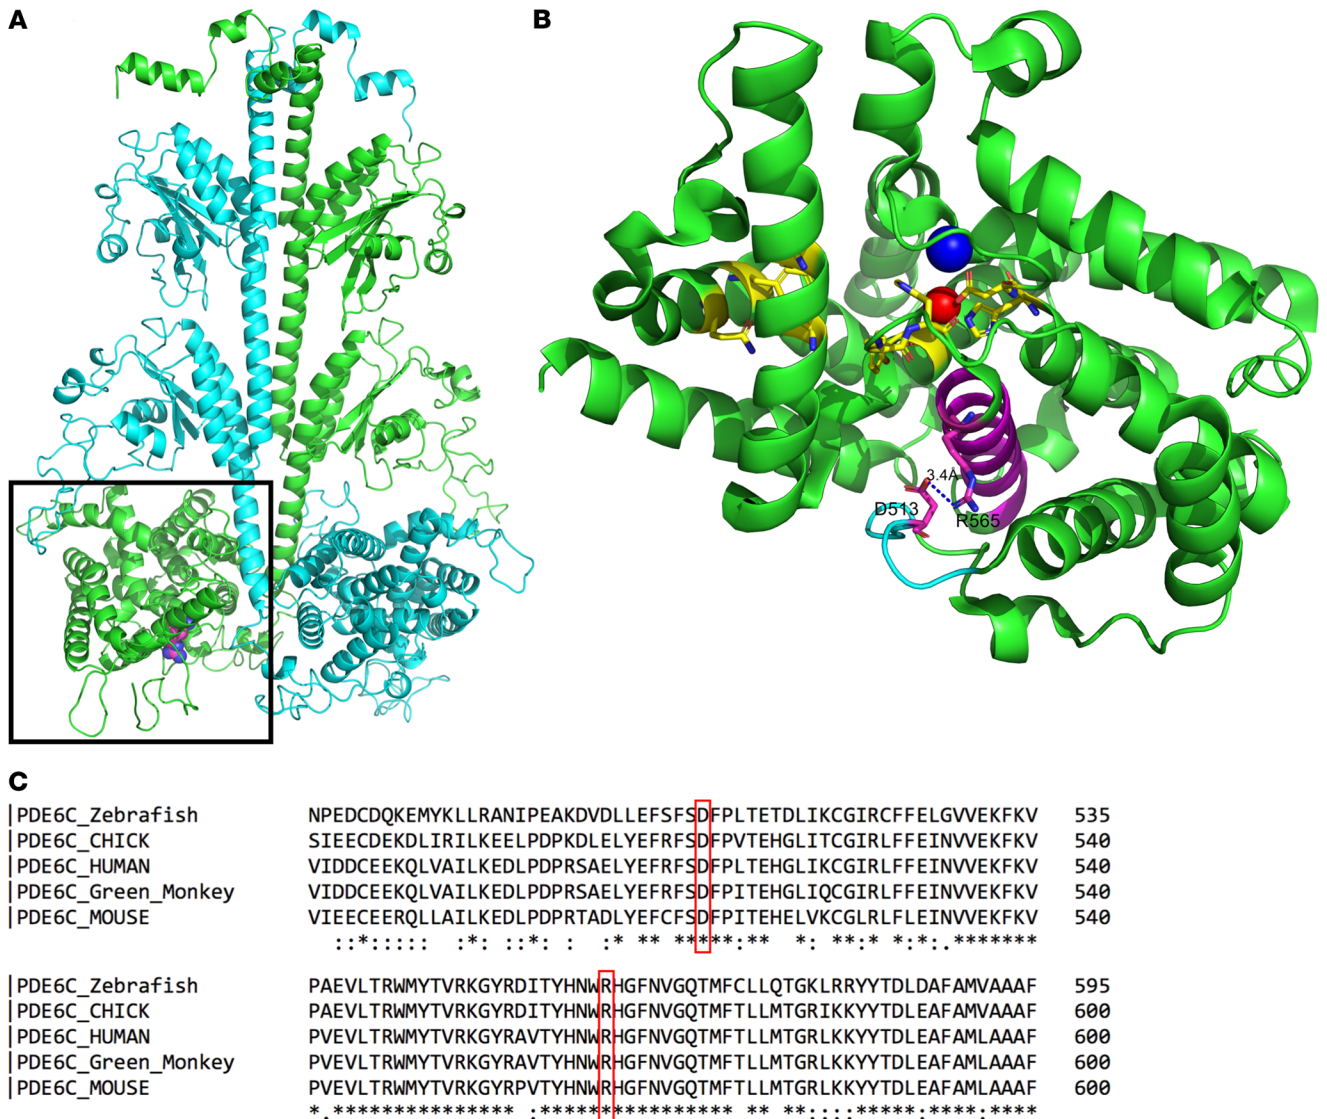 A
B
3.4Å
D513
R565
C
|PDE6C_Zebrafish NPEDCDQKEMYKLLRANIPEAKDVDLLEFSFSDFPLTETDLIKCGIRCFFELGVVEKFKV 535
|PDE6C_CHICK SIEECDEKDLIRILKEELPDPKDLELYEFRFSDFPVTEHGLITCGIRLFFEINVVEKFKV 540
|PDE6C_HUMAN VIDDCEEKQLVAILKEDLPDPRSAELYEFRFSDFPLTEHGLIKCGIRLFFEINVVEKFKV 540
|PDE6C_Green_Monkey VIDDCEEKQLVAILKEDLPDPRSAELYEFRFSDFPITEHGLIQCGIRLFFEINVVEKFKV 540
|PDE6C_MOUSE VIEECEERQLLAILKEDLPDPRTADLYEFCFSDFPITEHELVKCGLRLFLEINVVEKFKV 540
::*::::: :*: ::*: : :* ** *****:** *: **:* *:*:.*******
|PDE6C_Zebrafish PAEVLTRWMYTVRKGYRDITYHNWRHGFNVGQTMFCLLQTGKLRRYYTDLDAFAMVAAAF 595
|PDE6C_CHICK PAEVLTRWMYTVRKGYRDITYHNWRHGFNVGQTMFTLLMTGRIKKYYTDLEAFAMVAAAF 600
|PDE6C_HUMAN PVEVLTRWMYTVRKGYRAVTYHNWRHGFNVGQTMFTLLMTGRLKKYYTDLEAFAMLAAAF 600
|PDE6C_Green_Monkey PVEVLTRWMYTVRKGYRAVTYHNWRHGFNVGQTMFTLLMTGRLKKYYTDLEAFAMLAAAF 600
|PDE6C_MOUSE PVEVLTRWMYTVRKGYRPVTYHNWRHGFNVGQTMFTLLMTGRLKKYYTDLEAFAMLAAAF 600
*.*************** :**************** ** **::::*****:****:****